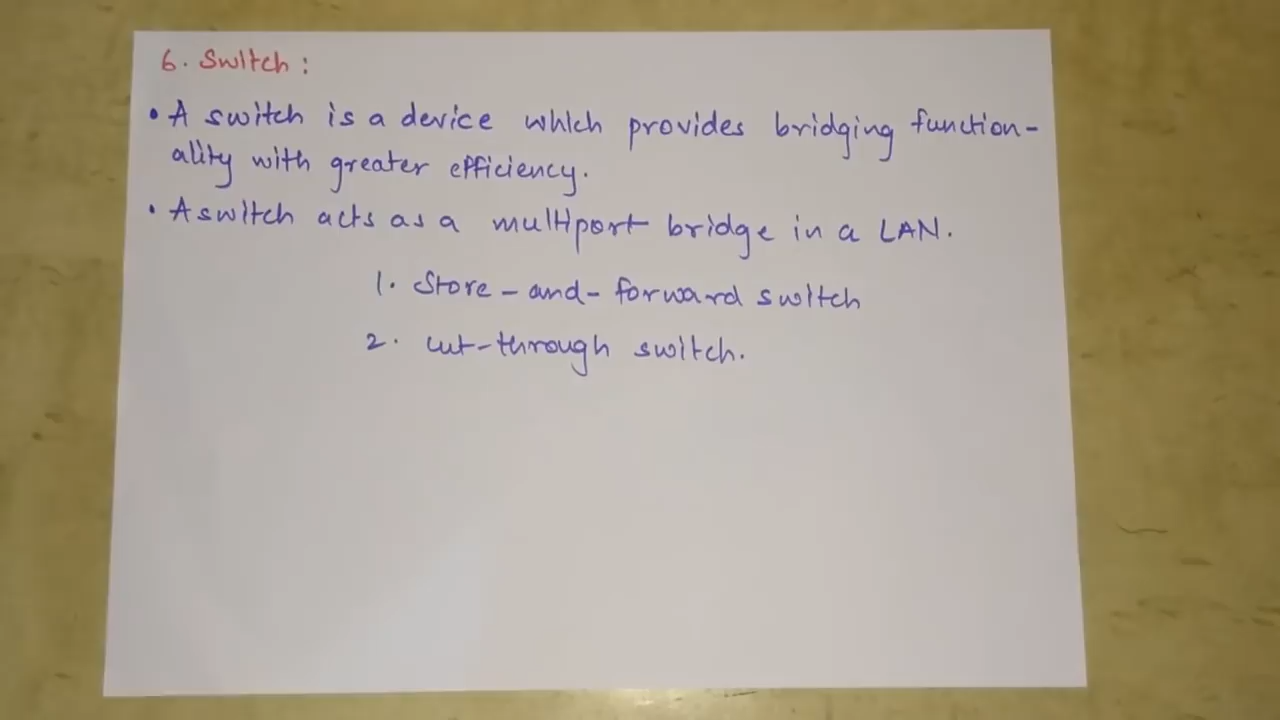 6. Switch:
• A switch is a device which provides bridging function-
ality with greater efficiency.
• A switch acts as a multiport bridge in a LAN.
1. Store-and-forward switch
2. cut-through switch.